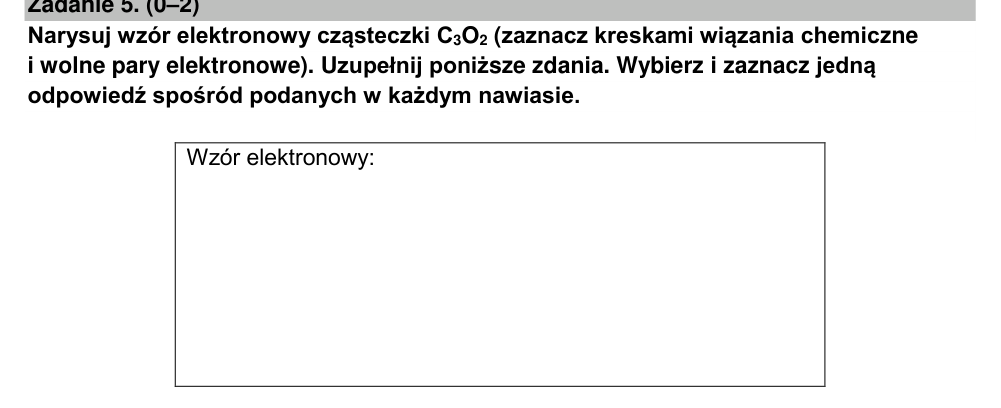 Zadanie 5. (0–2)
Narysuj wzór elektronowy cząsteczki C₃O₂ (zaznacz kreskami wiązania chemiczne
i wolne pary elektronowe). Uzupełnij poniższe zdania. Wybierz i zaznacz jedną
odpowiedź spośród podanych w każdym nawiasie.
Wzór elektronowy: